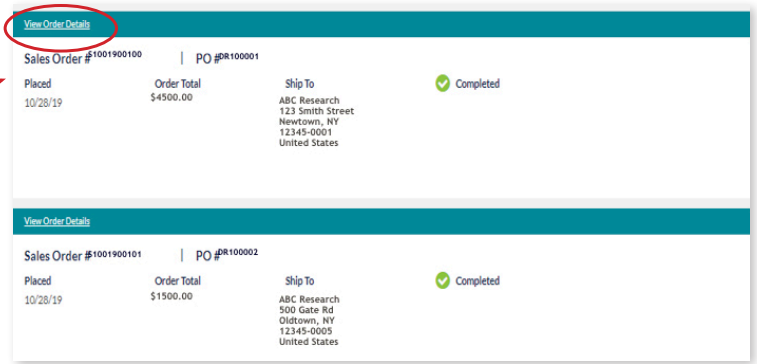 View Order Details
Sales Order #S1001900100 | PO #DR100001
Placed Order Total Ship To Completed
10/28/19 $4500.00 ABC Research
123 Smith Street
Newtown, NY
12345-0001
United States
View Order Details
Sales Order #S1001900101 | PO #DR100002
Placed Order Total Ship To Completed
10/28/19 $1500.00 ABC Research
500 Gate Rd
Oldtown, NY
12345-0005
United States